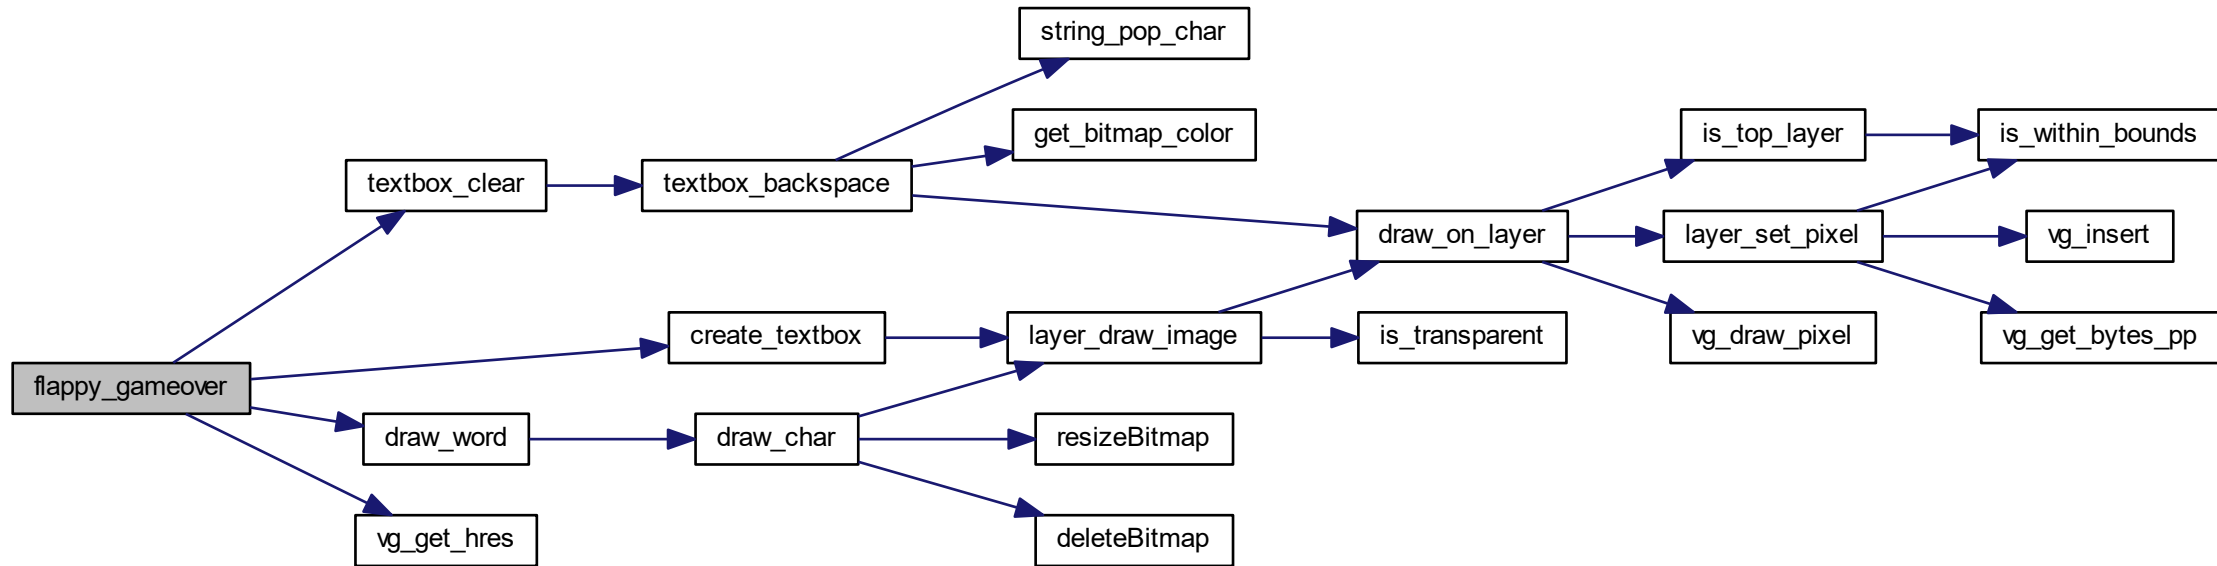 string_pop_char
get_bitmap_color
is_top_layer
is_within_bounds
textbox_clear
textbox_backspace
draw_on_layer
layer_set_pixel
vg_insert
create_textbox
layer_draw_image
is_transparent
vg_draw_pixel
vg_get_bytes_pp
flappy_gameover
draw_word
draw_char
resizeBitmap
vg_get_hres
deleteBitmap